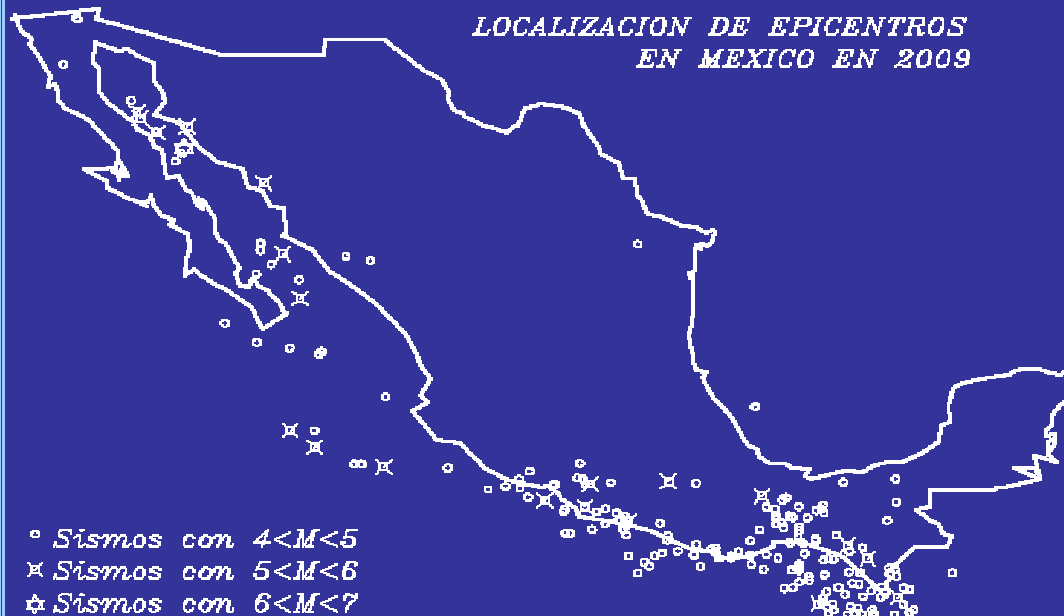 LOCALIZACION DE EPICENTROS
EN MEXICO EN 2009
Sismos con 4<M<5
Sismos con 5<M<6
Sismos con 6<M<7